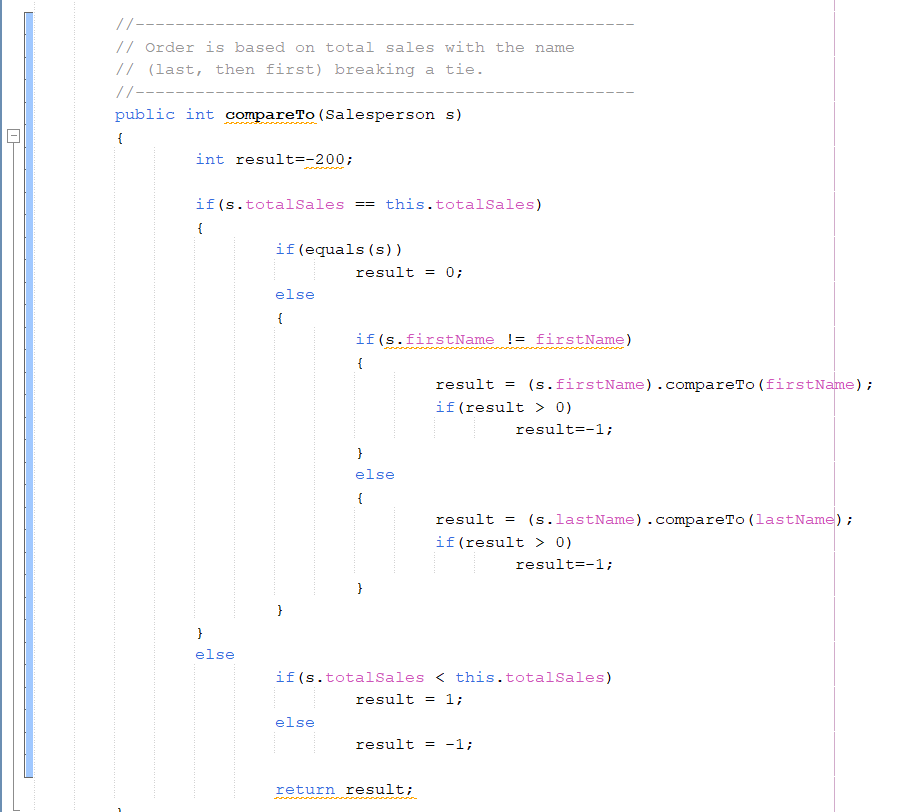 //--------------------------------------------------
// Order is based on total sales with the name
// (last, then first) breaking a tie.
//--------------------------------------------------
public int compareTo(Salesperson s)
{
int result=-200;
if(s.totalSales == this.totalSales)
{
if(equals(s))
result = 0;
else
{
if(s.firstName != firstName)
{
result = (s.firstName).compareTo(firstName);
if(result > 0)
result=-1;
}
else
{
result = (s.lastName).compareTo(lastName);
if(result > 0)
result=-1;
}
}
}
else
if(s.totalSales < this.totalSales)
result = 1;
else
result = -1;
return result;